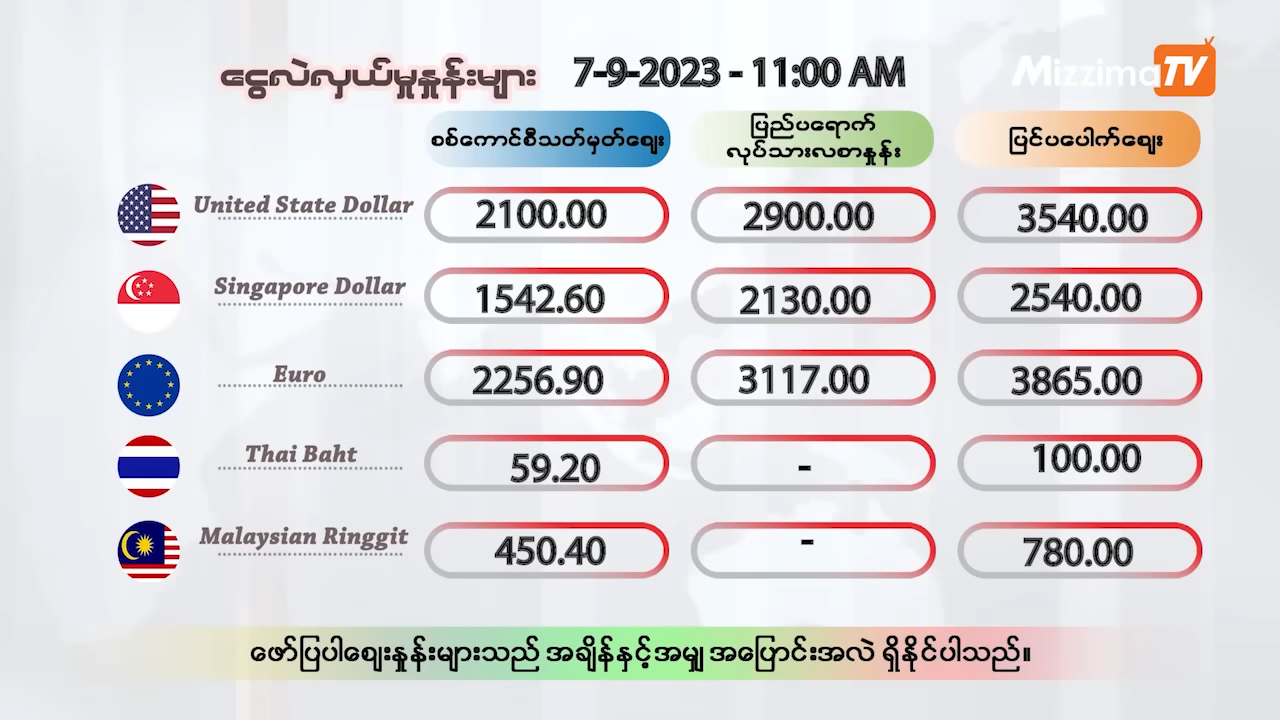 ငွေလဲလှယ်မှုနှုန်းများ 7-9-2023 - 11:00 AM
Mizzima TV
စစ်ကောင်စီသတ်မှတ်ဈေး
ပြည်ပရောက်
လုပ်သားလစာနှုန်း
ပြင်ပပေါက်ဈေး
United State Dollar 2100.00 2900.00 3540.00
Singapore Dollar 1542.60 2130.00 2540.00
Euro 2256.90 3117.00 3865.00
Thai Baht 59.20 - 100.00
Malaysian Ringgit 450.40 - 780.00
ဖော်ပြပါဈေးနှုန်းများသည် အချိန်နှင့်အမျှ အပြောင်းအလဲ ရှိနိုင်ပါသည်။